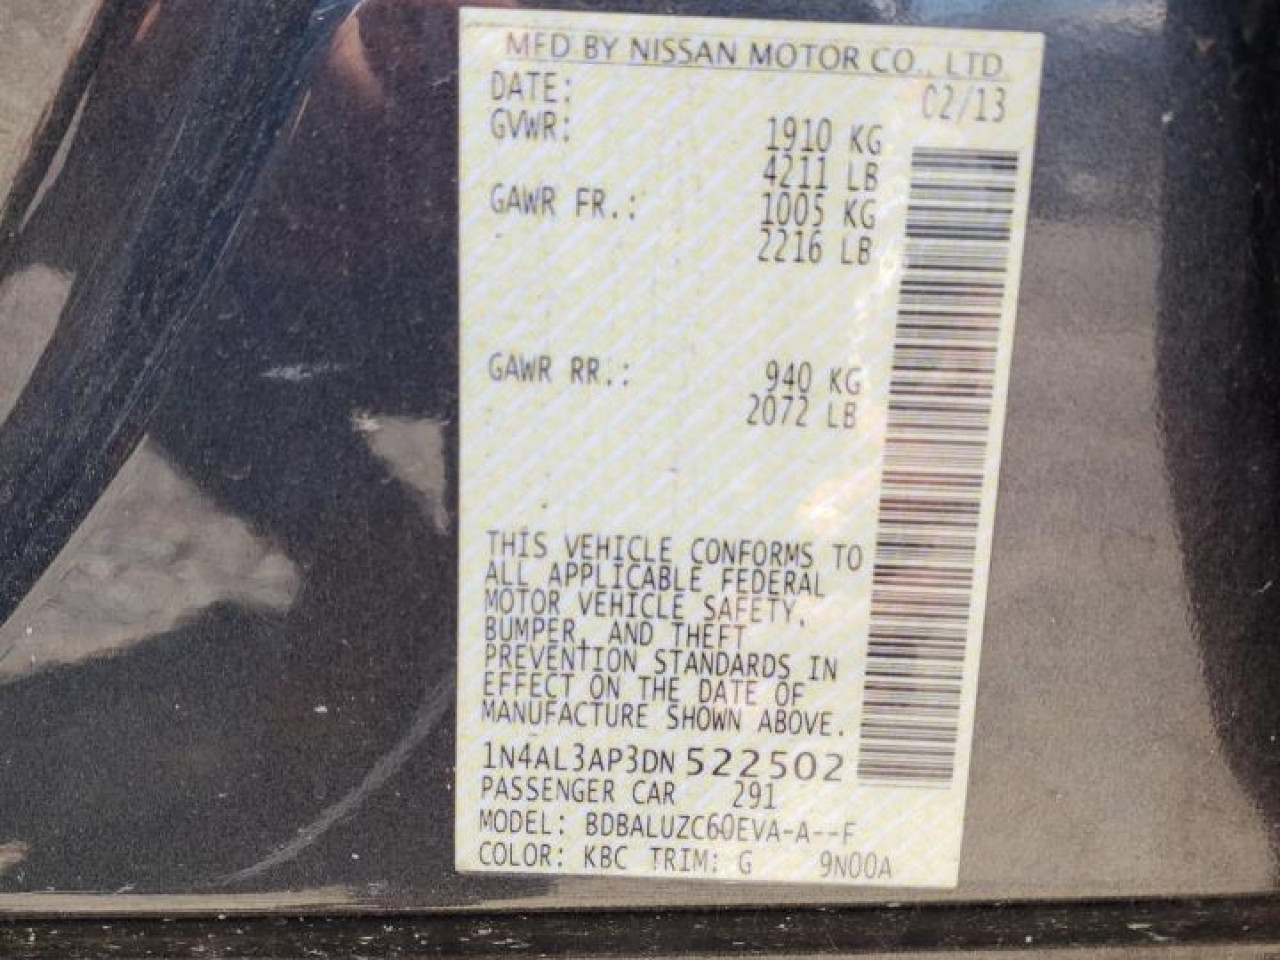 MFD BY NISSAN MOTOR CO., LTD
DATE: 02/13
GVWR: 1910 KG
4211 LB
GAWR FR.: 1005 KG
2216 LB
GAWR RR.: 940 KG
2072 LB
THIS VEHICLE CONFORMS TO
ALL APPLICABLE FEDERAL
MOTOR VEHICLE SAFETY,
BUMPER, AND THEFT
PREVENTION STANDARDS IN
EFFECT ON THE DATE OF
MANUFACTURE SHOWN ABOVE.
1N4AL3AP3DN 522502
PASSENGER CAR 291
MODEL: BDBALUZC60EVA-A--F
COLOR: KBC TRIM: G 9N00A